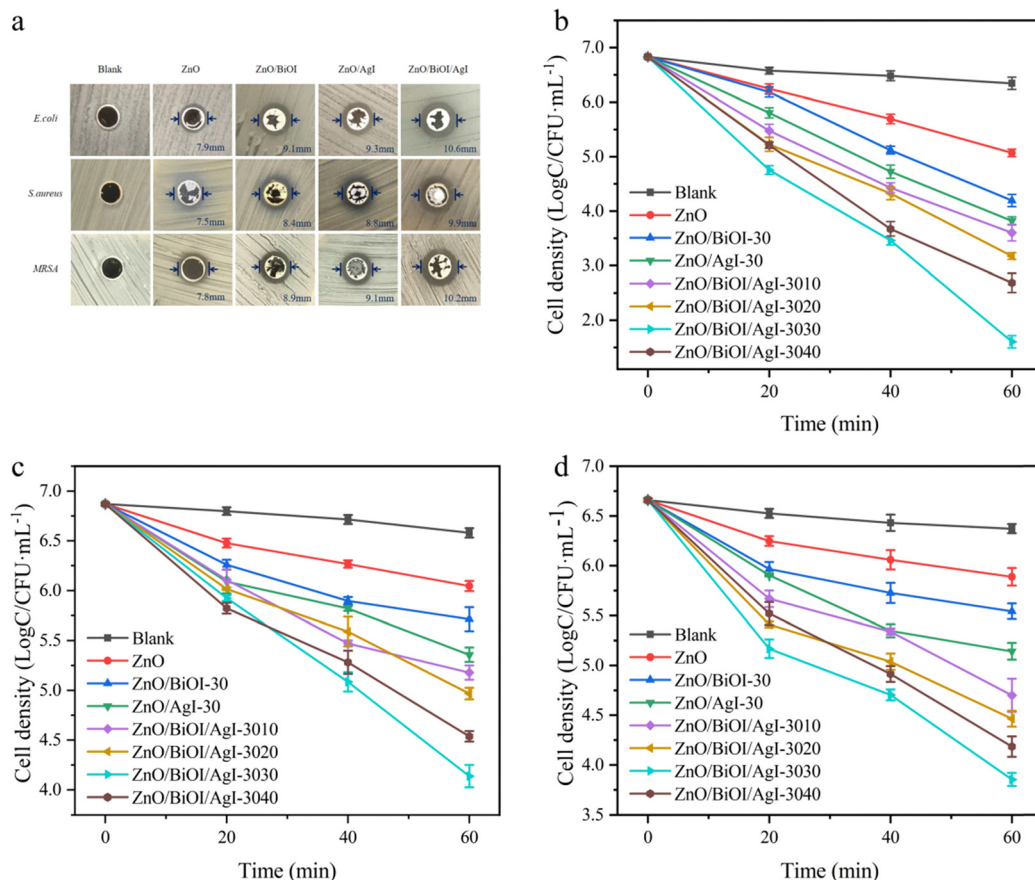 a
Blank ZnO ZnO/BiOI ZnO/AgI ZnO/BiOI/AgI
E.coli
7.9mm 9.1mm 9.3mm 10.6mm
S.aureus
7.5mm 8.4mm 8.8mm 9.9mm
MRSA
7.8mm 8.9mm 9.1mm 10.2mm
b
Cell density (LogC/CFU·mL⁻¹)
7.0
6.0
5.0
4.0
3.0
2.0
Blank
ZnO
ZnO/BiOI-30
ZnO/AgI-30
ZnO/BiOI/AgI-3010
ZnO/BiOI/AgI-3020
ZnO/BiOI/AgI-3030
ZnO/BiOI/AgI-3040
0 20 40 60
Time (min)
c
Cell density (LogC/CFU·mL⁻¹)
7.0
6.5
6.0
5.5
5.0
4.5
4.0
Blank
ZnO
ZnO/BiOI-30
ZnO/AgI-30
ZnO/BiOI/AgI-3010
ZnO/BiOI/AgI-3020
ZnO/BiOI/AgI-3030
ZnO/BiOI/AgI-3040
0 20 40 60
Time (min)
d
Cell density (LogC/CFU·mL⁻¹)
7.0
6.5
6.0
5.5
5.0
4.5
4.0
3.5
Blank
ZnO
ZnO/BiOI-30
ZnO/AgI-30
ZnO/BiOI/AgI-3010
ZnO/BiOI/AgI-3020
ZnO/BiOI/AgI-3030
ZnO/BiOI/AgI-3040
0 20 40 60
Time (min)